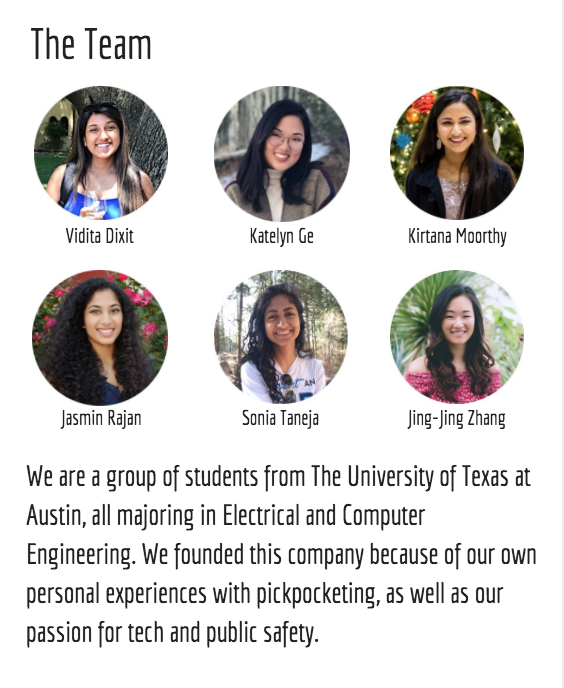 The Team
Vidita Dixit
Katelyn Ge
Kirtana Moorthy
Jasmin Rajan
Sonia Taneja
Jing-Jing Zhang
We are a group of students from The University of Texas at
Austin, all majoring in Electrical and Computer
Engineering. We founded this company because of our own
personal experiences with pickpocketing, as well as our
passion for tech and public safety.